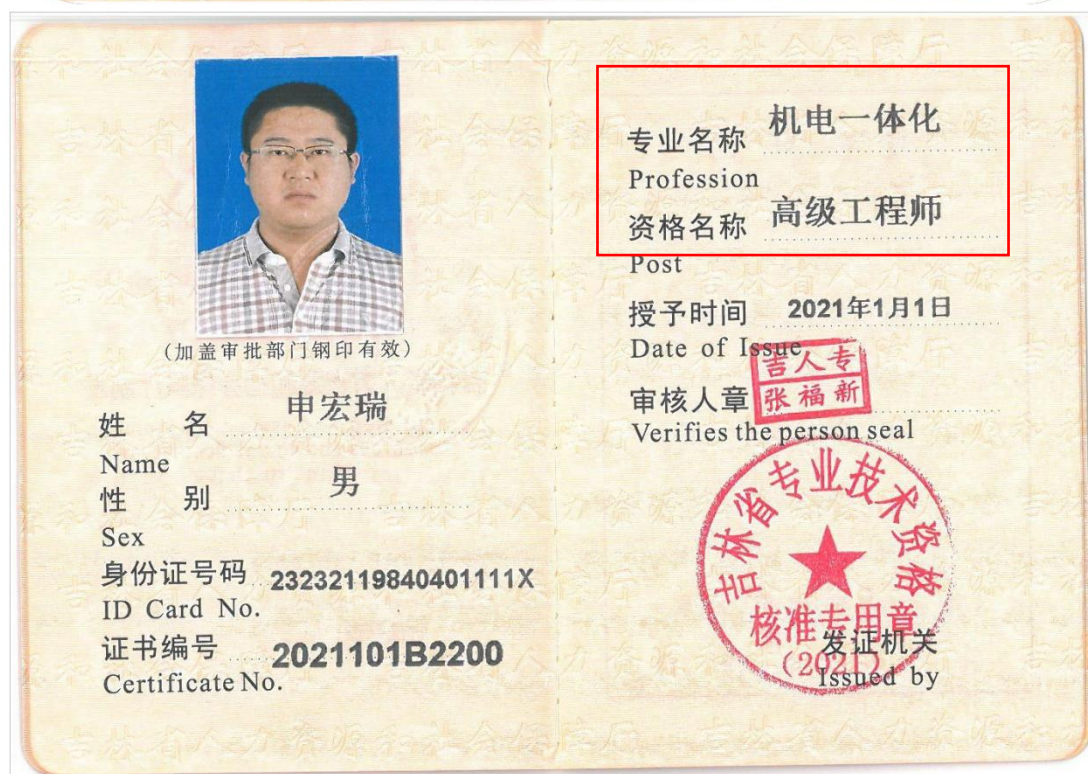 (加盖审批部门钢印有效)
姓 名 申宏瑞
Name
性 别 男
Sex
身份证号码 23232119840401111X
ID Card No.
证书编号 2021101B2200
Certificate No.
专业名称 机电一体化
Profession
资格名称 高级工程师
Post
授予时间 2021年1月1日
Date of Issue
吉人专
审核人章 张福新
Verifies the person seal
吉林省专业技术资格
核准专用章
发证机关
(2021)
Issued by